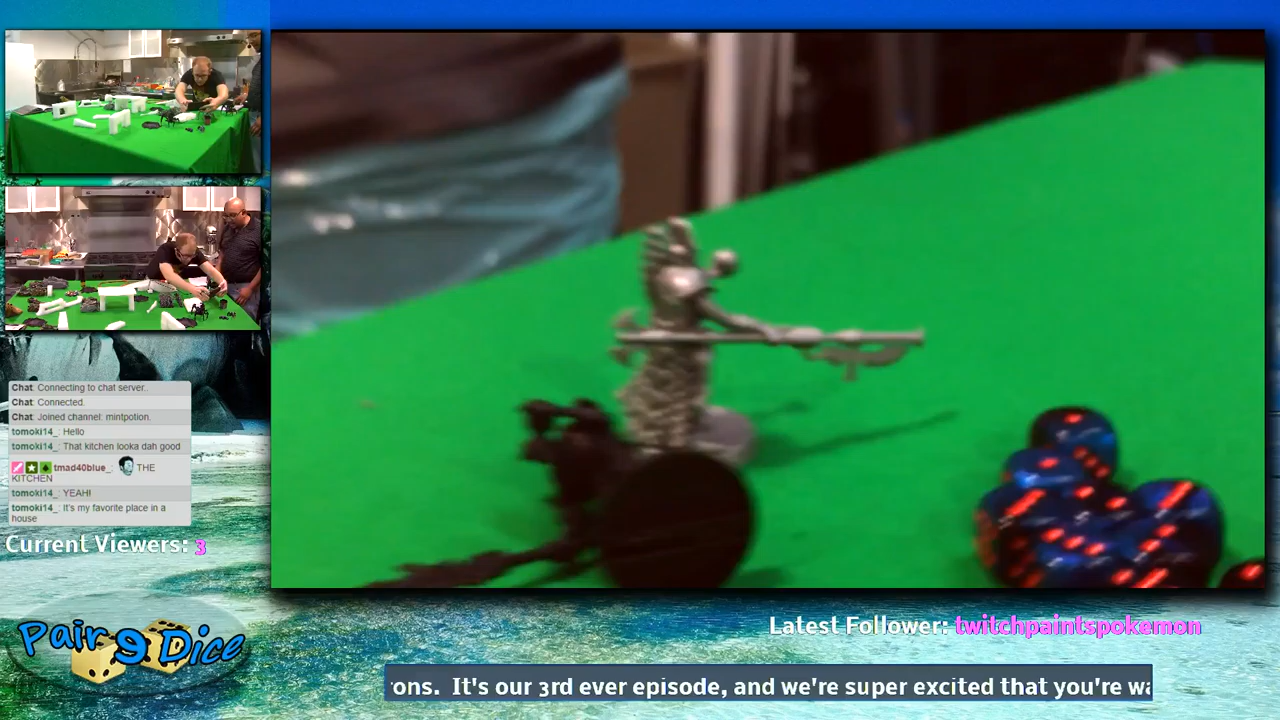 Chat: Connecting to chat server..
Chat: Connected.
Chat: Joined channel: mintpotion.
tomoki14_: Hello
tomoki14_: That kitchen looka dah good
tmad40blue_: THE
KITCHEN
tomoki14_: YEAH!
tomoki14_: It's my favorite place in a
house
Current Viewers: 3
Pair 9 Dice
Latest Follower: twitchpaintspokemon
ons. It's our 3rd ever episode, and we're super excited that you're wa